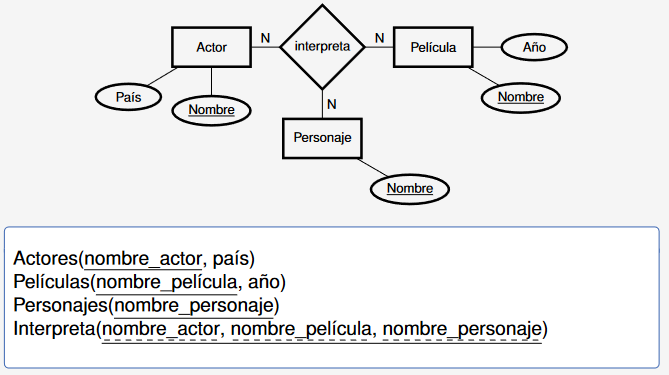 Actor
N
interpreta
N
Película
Año
País
Nombre
Nombre
N
Personaje
Nombre
Actores(nombre_actor, país)
Películas(nombre_película, año)
Personajes(nombre_personaje)
Interpreta(nombre_actor, nombre_película, nombre_personaje)